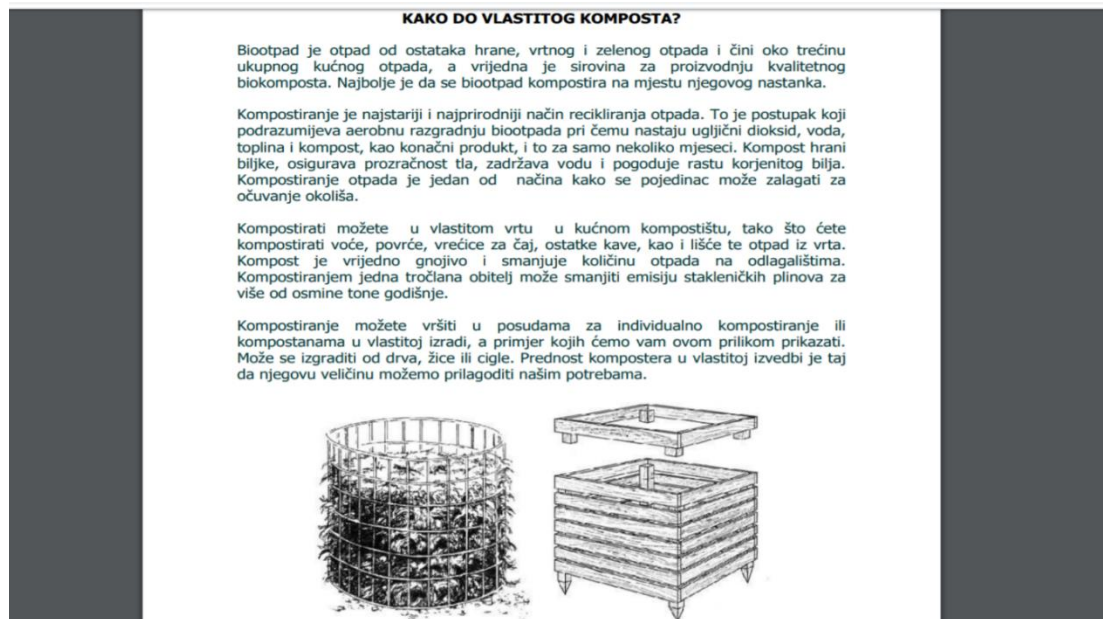 KAKO DO VLASTITOG KOMPOSTA?
Biootpad je otpad od ostataka hrane, vrtnog i zelenog otpada i čini oko trećinu
ukupnog kućnog otpada, a vrijedna je sirovina za proizvodnju kvalitetnog
biokomposta. Najbolje je da se biootpad kompostira na mjestu njegovog nastanka.
Kompostiranje je najstariji i najprirodniji način recikliranja otpada. To je postupak koji
podrazumijeva aerobnu razgradnju biootpada pri čemu nastaju ugljični dioksid, voda,
toplina i kompost, kao konačni produkt, i to za samo nekoliko mjeseci. Kompost hrani
biljke, osigurava prozračnost tla, zadržava vodu i pogoduje rastu korjenitog bilja.
Kompostiranje otpada je jedan od načina kako se pojedinac može zalagati za
očuvanje okoliša.
Kompostirati možete u vlastitom vrtu u kućnom kompostištu, tako što ćete
kompostirati voće, povrće, vrećice za čaj, ostatke kave, kao i lišće te otpad iz vrta.
Kompost je vrijedno gnojivo i smanjuje količinu otpada na odlagalištima.
Kompostiranjem jedna tročlana obitelj može smanjiti emisiju stakleničkih plinova za
više od osmine tone godišnje.
Kompostiranje možete vršiti u posudama za individualno kompostiranje ili
kompostanama u vlastitoj izradi, a primjer kojih ćemo vam ovom prilikom prikazati.
Može se izgraditi od drva, žice ili cigle. Prednost kompostera u vlastitoj izvedbi je taj
da njegovu veličinu možemo prilagoditi našim potrebama.